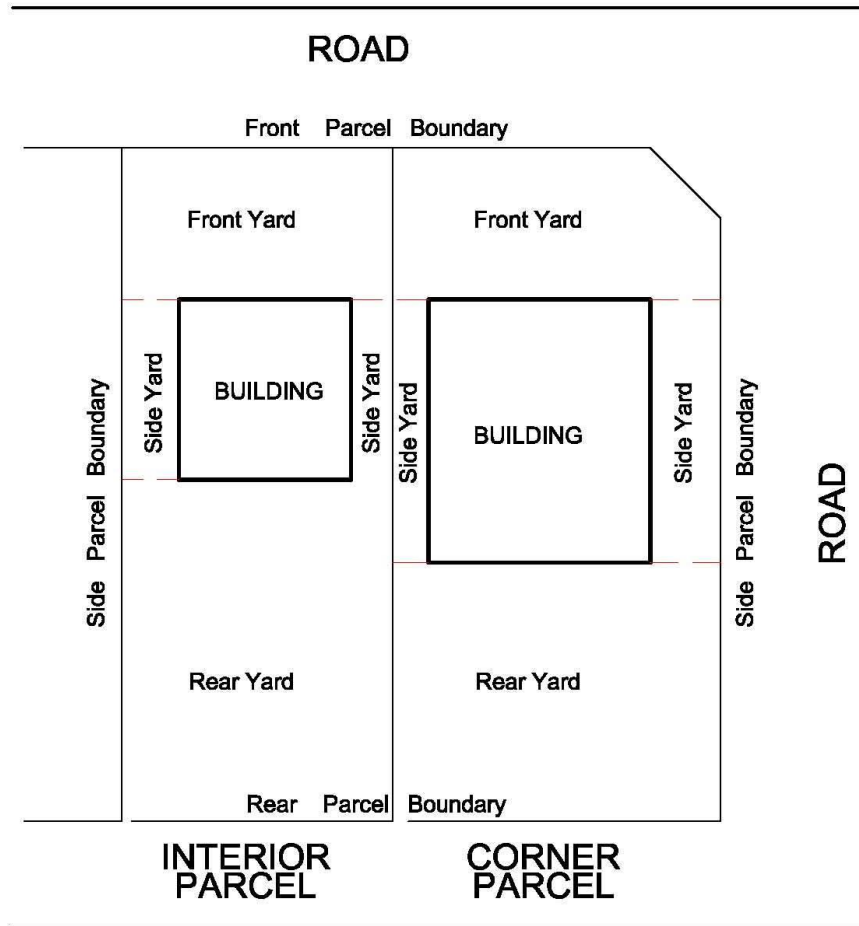 ROAD
Front Parcel Boundary
Front Yard
Front Yard
Side Parcel Boundary
Side Yard
BUILDING
Side Yard
Side Yard
BUILDING
Side Yard
Side Parcel Boundary
ROAD
Rear Yard
Rear Yard
Rear Parcel Boundary
INTERIOR
PARCEL
CORNER
PARCEL